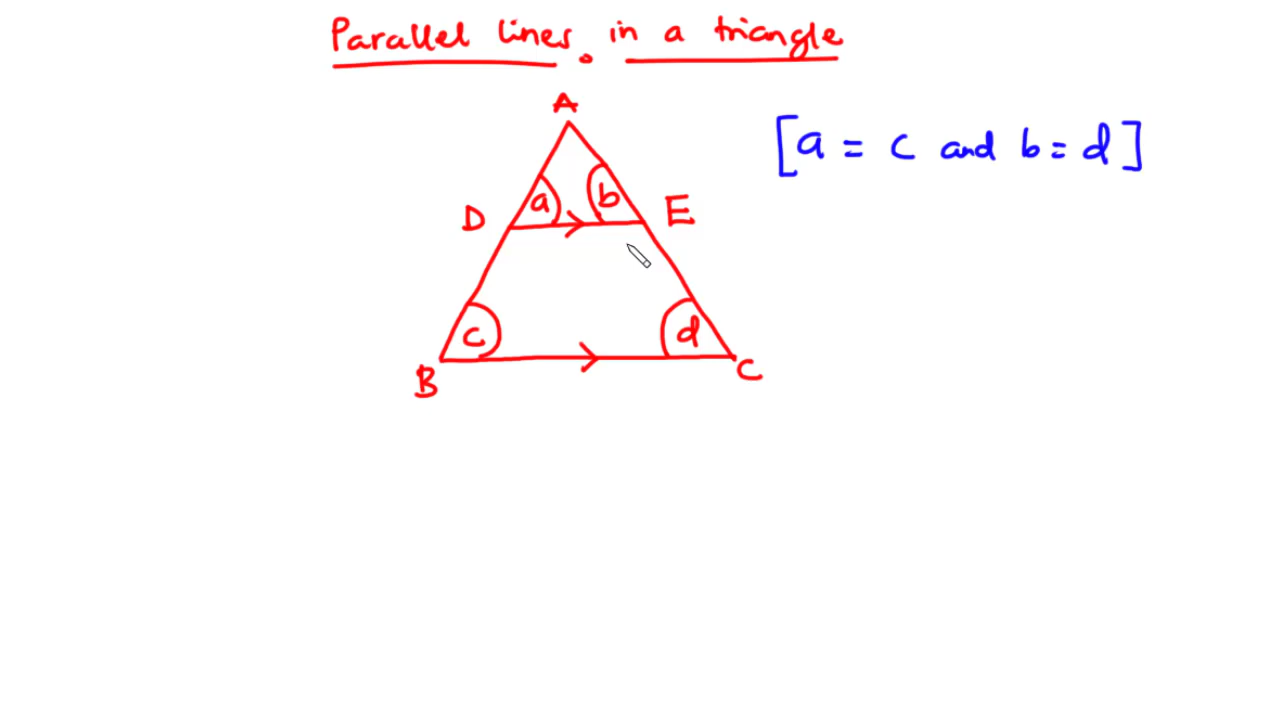 Parallel lines in a triangle
A
[a = c and b = d]
a b
D E
c d
B C